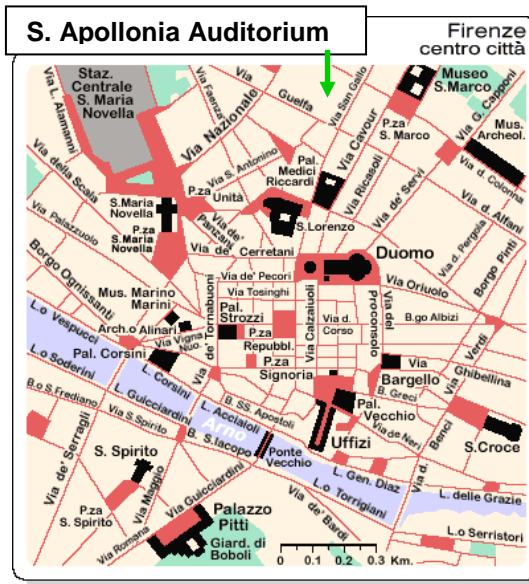 S. Apollonia Auditorium
Firenze
centro città
Staz.
Centrale
S. Maria
Novella
Via L. Alamanni
Via Faenza
Via Nazionale
Via
Guelfa
Via San Gallo
Via Cavour
Museo
S.Marco
P.za
S. Marco
Via G. Capponi
Mus.
Archeol.
Via d. Colonna
Via della Scala
Via S. Antonino
Pal.
Medici
Riccardi
Via Ricasoli
Via de' Servi
Via d. Alfani
S.Maria
Novella
P.za
Unità
S.Lorenzo
Via Palazzuolo
P.za
S. Maria
Novella
Via de'
Panzani
Via de' Cerretani
Duomo
Via d. Pergola
Borgo Pinti
Borgo Ognissanti
Via de' Pecori
Via Oriuolo
Mus. Marino
Marini
Via de' Tornabuoni
Via Tosinghi
Via Calzaiuoli
Via del
Proconsolo
L.o Vespucci
Arch.o Alinari
Via Vigna
Nuo.
Pal.
Strozzi
P.za
Repubbl.
Via d.
Corso
B.go Albizi
Via Verdi
L.o Soderini
Pal. Corsini
L. Corsini
P.za
Signoria
Via
Ghibellina
Bargello
B. Greci
B.o S. Frediano
L. Guicciardini
L. Acciaioli
B. SS. Apostoli
Pal.
Vecchio
Via de' Neri
Via d. Benci
S.Croce
Via S.Spirito
Arno
B. S.Iacopo
Uffizi
Via de' Serragli
S. Spirito
Via Maggio
Via Guicciardini
Ponte
Vecchio
L. Gen. Diaz
L.o Torrigiani
L. delle Grazie
P.za
S. Spirito
Palazzo
Pitti
Via de' Bardi
L.o Serristori
Via Romana
Giard. di
Boboli
0 0.1 0.2 0.3 Km.